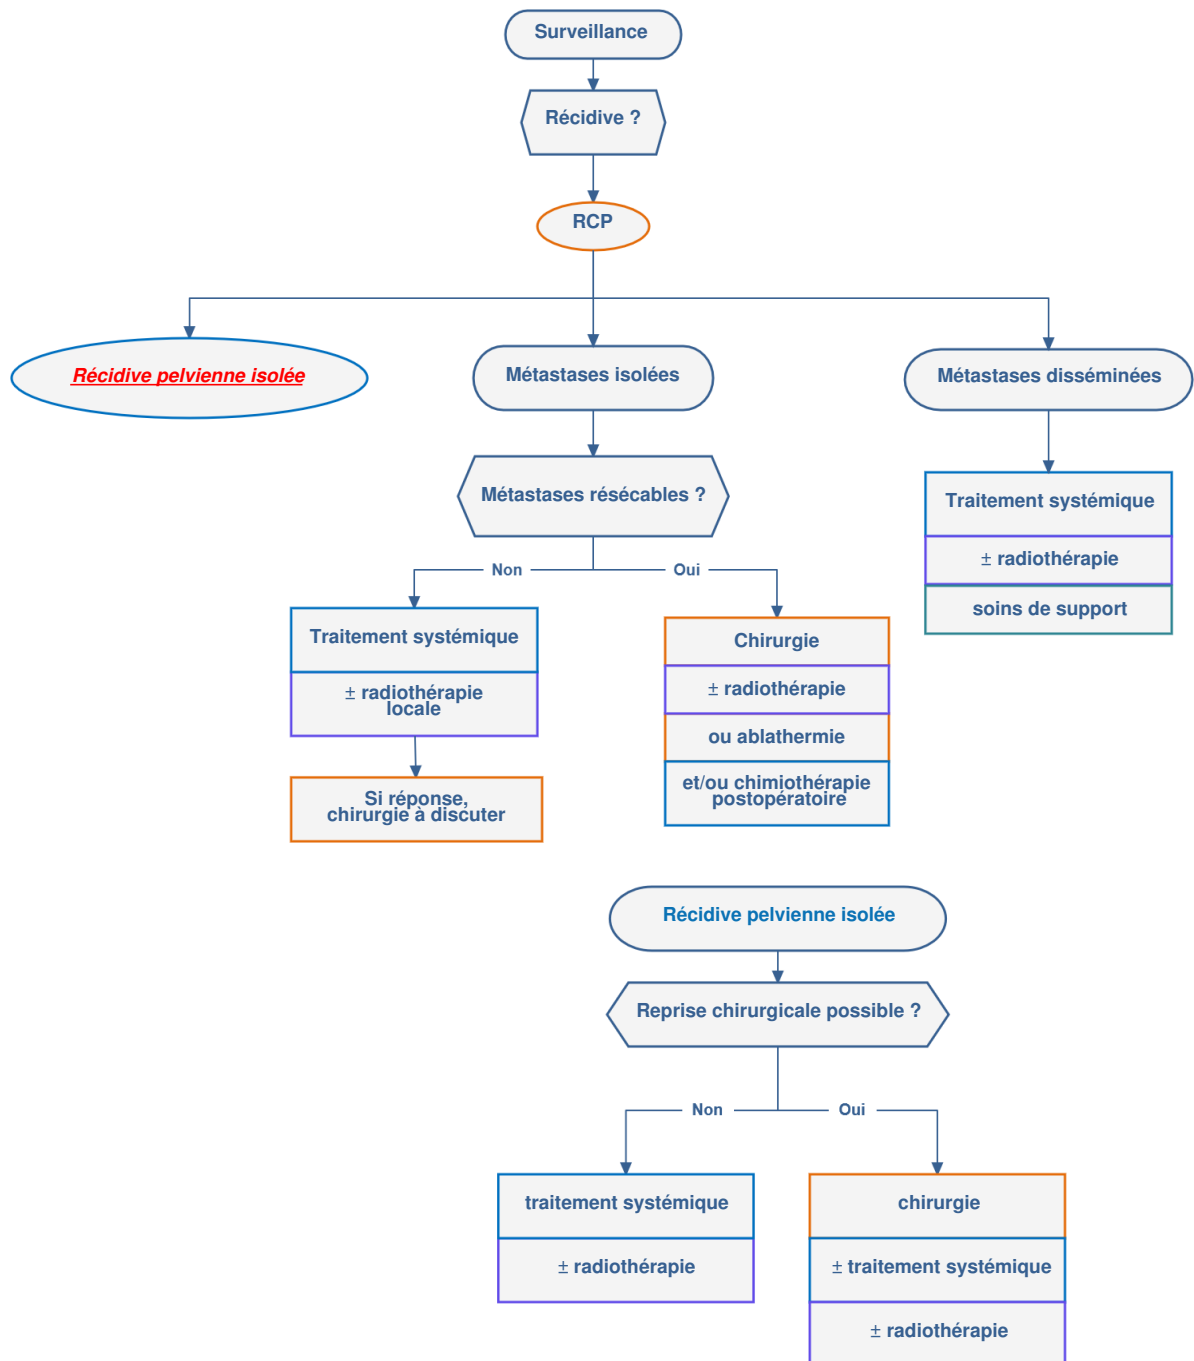 Surveillance
Récidive ?
RCP
Récidive pelvienne isolée
Métastases isolées
Métastases disséminées
Métastases résécables ?
Traitement systémique
± radiothérapie
soins de support
Non
Oui
Traitement systémique
± radiothérapie
locale
Si réponse,
chirurgie à discuter
Chirurgie
± radiothérapie
ou ablathermie
et/ou chimiothérapie
postopératoire
Récidive pelvienne isolée
Reprise chirurgicale possible ?
Non
Oui
traitement systémique
± radiothérapie
chirurgie
± traitement systémique
± radiothérapie